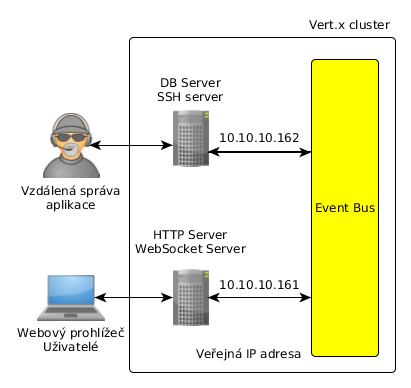 Vert.x cluster
DB Server
SSH server
10.10.10.162
Vzdálená správa
aplikace
Event Bus
HTTP Server
WebSocket Server
10.10.10.161
Webový prohlížeč
Uživatelé
Veřejná IP adresa